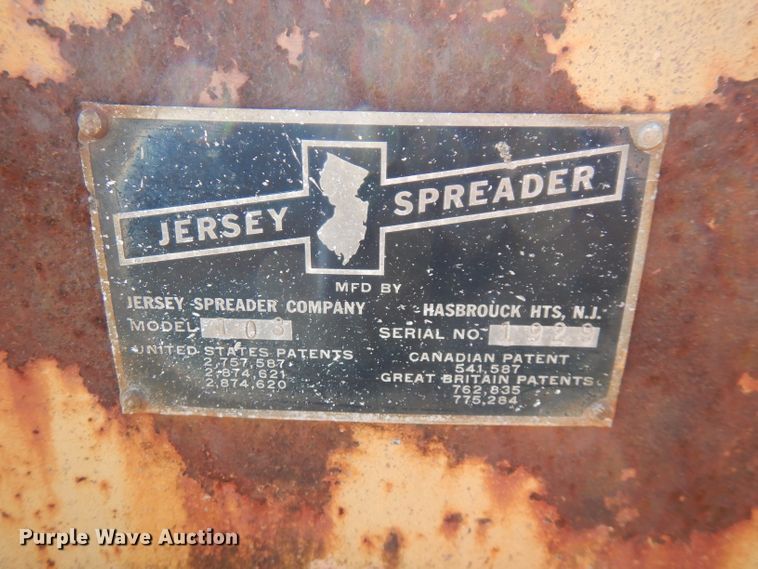 JERSEY SPREADER
MFD BY
JERSEY SPREADER COMPANY HASBROUCK HTS, N.J.
MODEL 103 SERIAL NO. 1929
UNITED STATES PATENTS
2,757,587
2,874,621
2,874,620
CANADIAN PATENT
541,587
GREAT BRITAIN PATENTS
762,835
775,284
Purple Wave Auction